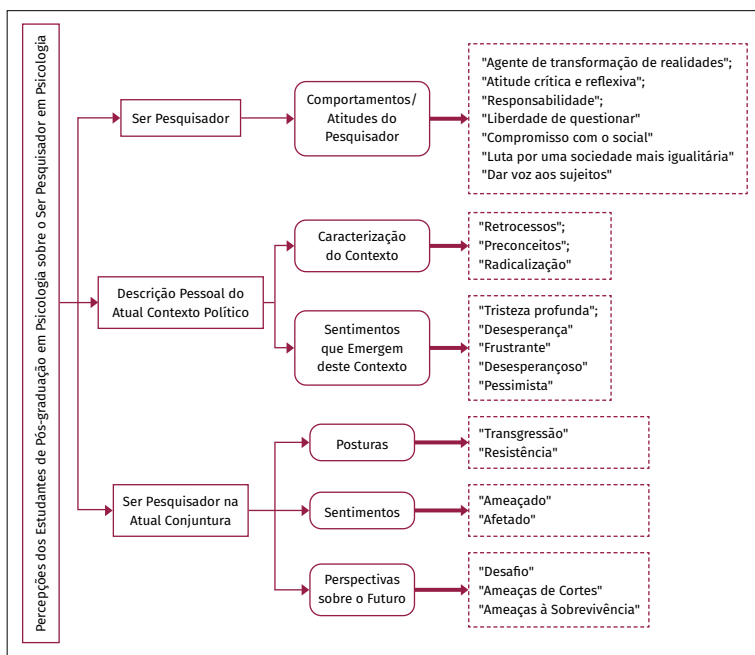 Percepções dos Estudantes de Pós-graduação em Psicologia sobre o Ser Pesquisador em Psicologia
Ser Pesquisador
Comportamentos/
Atitudes do
Pesquisador
"Agente de transformação de realidades";
"Atitude crítica e reflexiva";
"Responsabilidade";
"Liberdade de questionar"
"Compromisso com o social"
"Luta por uma sociedade mais igualitária"
"Dar voz aos sujeitos"
Descrição Pessoal do
Atual Contexto Político
Caracterização
do Contexto
"Retrocessos";
"Preconceitos";
"Radicalização"
Sentimentos
que Emergem
deste Contexto
"Tristeza profunda";
"Desesperança"
"Frustrante"
"Desesperançoso"
"Pessimista"
Ser Pesquisador na
Atual Conjuntura
Posturas
"Transgressão"
"Resistência"
Sentimentos
"Ameaçado"
"Afetado"
Perspectivas
sobre o Futuro
"Desafio"
"Ameaças de Cortes"
"Ameaças à Sobrevivência"